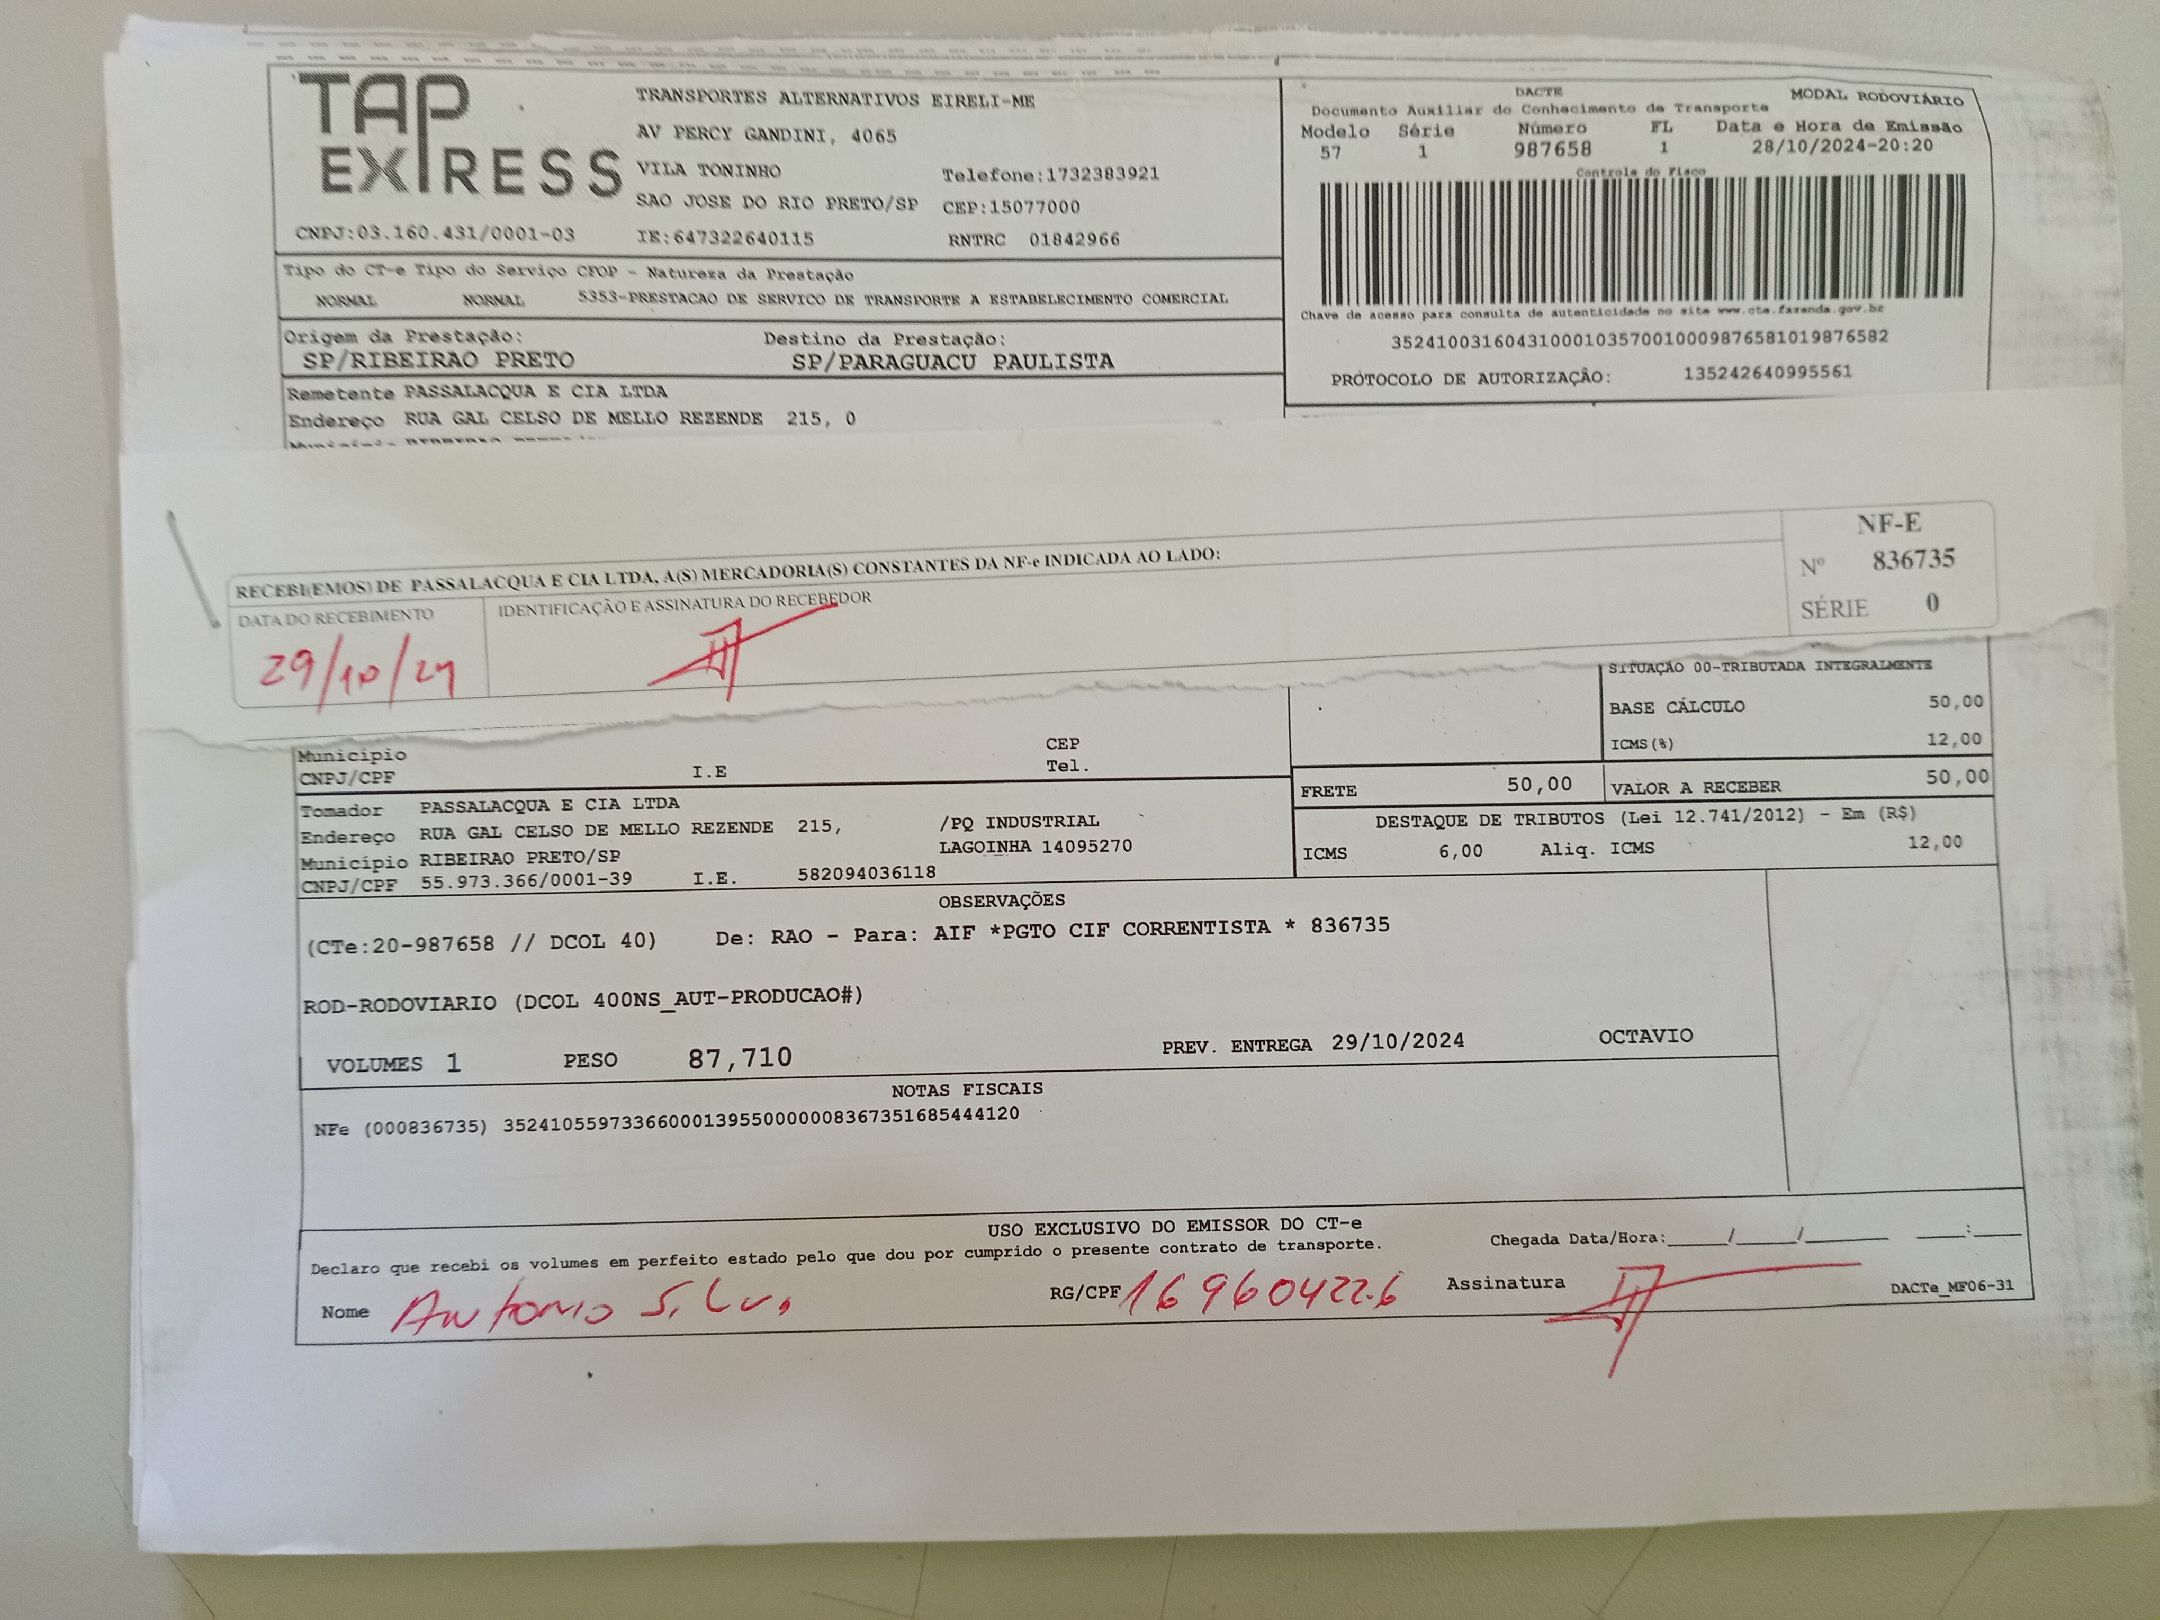 TAP EXPRESS
TRANSPORTES ALTERNATIVOS EIRELI-ME
AV PERCY GANDINI, 4065
VILA TONINHO Telefone:1732383921
SAO JOSE DO RIO PRETO/SP CEP:15077000
CNPJ:03.160.431/0001-03 IE:647322640115 RNTRC 01842966
DACTE MODAL RODOVIÁRIO
Documento Auxiliar do Conhecimento de Transporte
Modelo Série Número FL Data e Hora de Emissão
57 1 987658 1 28/10/2024-20:20
Controle do Fisco
Chave de acesso para consulta de autenticidade no site www.cte.fazenda.gov.br
35241003160431000103570010009876581019876582
PROTOCOLO DE AUTORIZAÇÃO: 135242640995561
Tipo do CT-e Tipo do Serviço CFOP - Natureza da Prestação
NORMAL NORMAL 5353-PRESTACAO DE SERVICO DE TRANSPORTE A ESTABELECIMENTO COMERCIAL
Origem da Prestação: Destino da Prestação:
SP/RIBEIRAO PRETO SP/PARAGUACU PAULISTA
Remetente PASSALACQUA E CIA LTDA
Endereço RUA GAL CELSO DE MELLO REZENDE 215, 0
RECEBI(EMOS) DE PASSALACQUA E CIA LTDA, A(S) MERCADORIA(S) CONSTANTES DA NF-e INDICADA AO LADO:
DATA DO RECEBIMENTO IDENTIFICAÇÃO E ASSINATURA DO RECEBEDOR
29/10/24
NF-E
Nº 836735
SÉRIE 0
SITUAÇÃO 00-TRIBUTADA INTEGRALMENTE
BASE CÁLCULO 50,00
ICMS(%) 12,00
Município CEP
CNPJ/CPF I.E Tel.
FRETE 50,00 VALOR A RECEBER 50,00
Tomador PASSALACQUA E CIA LTDA
Endereço RUA GAL CELSO DE MELLO REZENDE 215, /PQ INDUSTRIAL
Município RIBEIRAO PRETO/SP LAGOINHA 14095270
CNPJ/CPF 55.973.366/0001-39 I.E. 582094036118
DESTAQUE DE TRIBUTOS (Lei 12.741/2012) - Em (R$)
ICMS 6,00 Aliq. ICMS 12,00
OBSERVAÇÕES
(CTe:20-987658 // DCOL 40) De: RAO - Para: AIF *PGTO CIF CORRENTISTA * 836735
ROD-RODOVIARIO (DCOL 400NS_AUT-PRODUCAO#)
VOLUMES 1 PESO 87,710 PREV. ENTREGA 29/10/2024 OCTAVIO
NOTAS FISCAIS
NFe (000836735) 35241055973366000139550000008367351685444120
USO EXCLUSIVO DO EMISSOR DO CT-e
Declaro que recebi os volumes em perfeito estado pelo que dou por cumprido o presente contrato de transporte. Chegada Data/Hora:_____/_____/_______ ____:____
Nome Antonio Silva RG/CPF 16960422-6 Assinatura DACTe_MF06-31